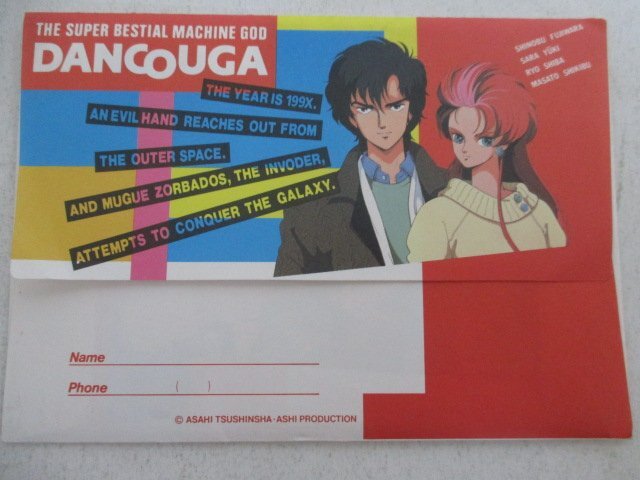 THE SUPER BESTIAL MACHINE GOD
DANCOUGA
THE YEAR IS 199X.
AN EVIL HAND REACHES OUT FROM
THE OUTER SPACE.
AND MUGUE ZORBADOS, THE INVODER,
ATTEMPTS TO CONQUER THE GALAXY.
SHINOBU FUJIWARA
SARA YŪKI
RYO SHIBA
MASATO SHIKIBU
Name
Phone ( )
© ASAHI TSUSHINSHA·ASHI PRODUCTION